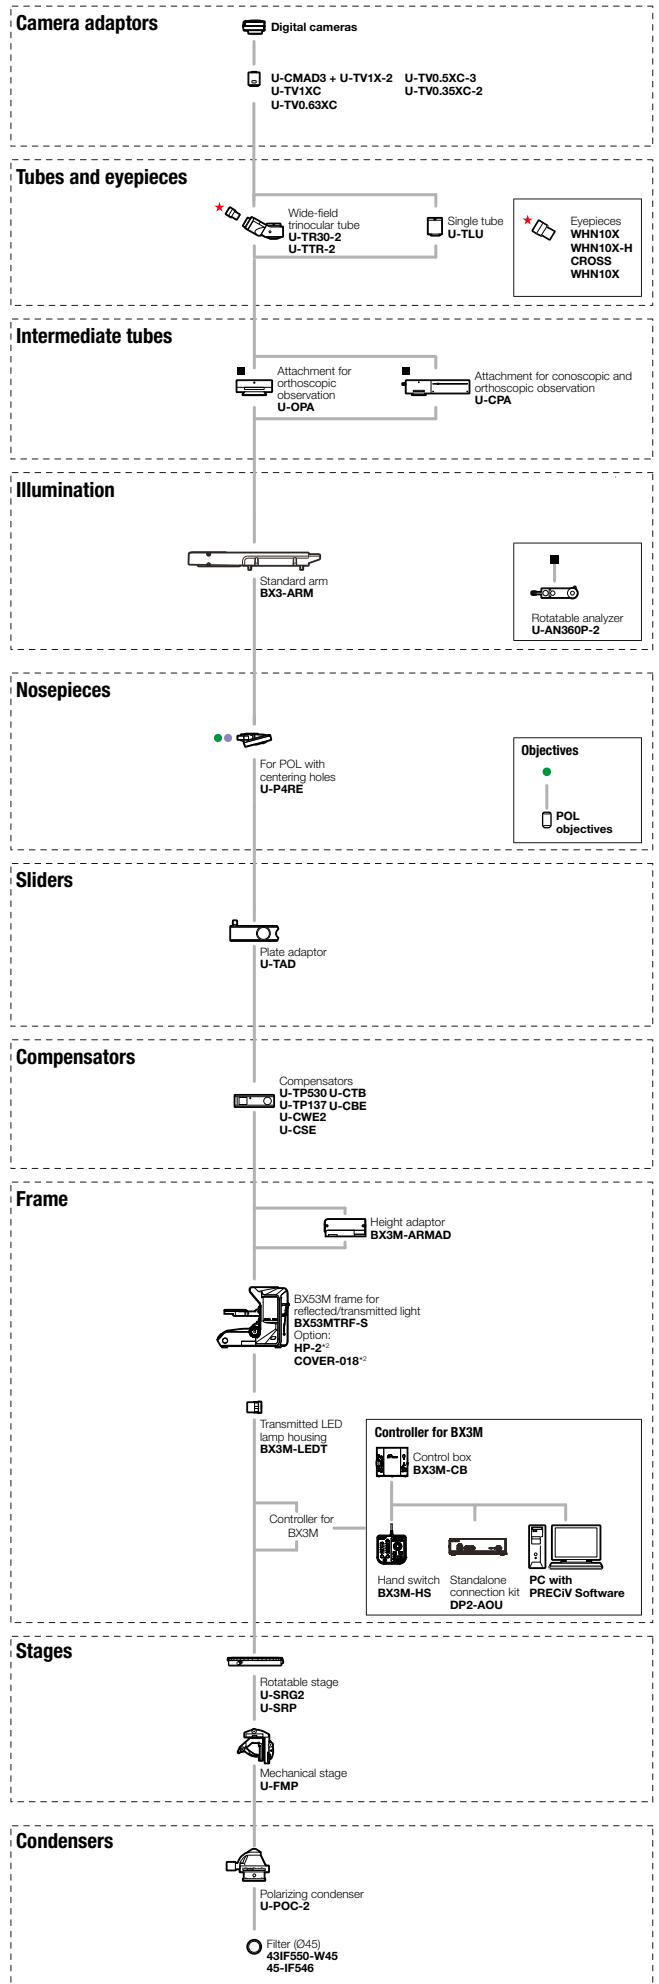 Camera adaptors
Digital cameras
U-CMAD3 + U-TV1X-2 U-TV0.5XC-3
U-TV1XC U-TV0.35XC-2
U-TV0.63XC
Tubes and eyepieces
Wide-field
trinocular tube
U-TR30-2
U-TTR-2
Single tube
U-TLU
Eyepieces
WHN10X
WHN10X-H
CROSS
WHN10X
Intermediate tubes
Attachment for
orthoscopic
observation
U-OPA
Attachment for conoscopic and
orthoscopic observation
U-CPA
Illumination
Standard arm
BX3-ARM
Rotatable analyzer
U-AN360P-2
Nosepieces
For POL with
centering holes
U-P4RE
Objectives
POL
objectives
Sliders
Plate adaptor
U-TAD
Compensators
Compensators
U-TP530 U-CTB
U-TP137 U-CBE
U-CWE2
U-CSE
Frame
Height adaptor
BX3M-ARMAD
BX53M frame for
reflected/transmitted light
BX53MTRF-S
Option:
HP-2*2
COVER-018*2
Transmitted LED
lamp housing
BX3M-LEDT
Controller for
BX3M
Controller for BX3M
Control box
BX3M-CB
Hand switch
BX3M-HS
Standalone
connection kit
DP2-AOU
PC with
PRECiV Software
Stages
Rotatable stage
U-SRG2
U-SRP
Mechanical stage
U-FMP
Condensers
Polarizing condenser
U-POC-2
Filter (Ø45)
43IF550-W45
45-IF546